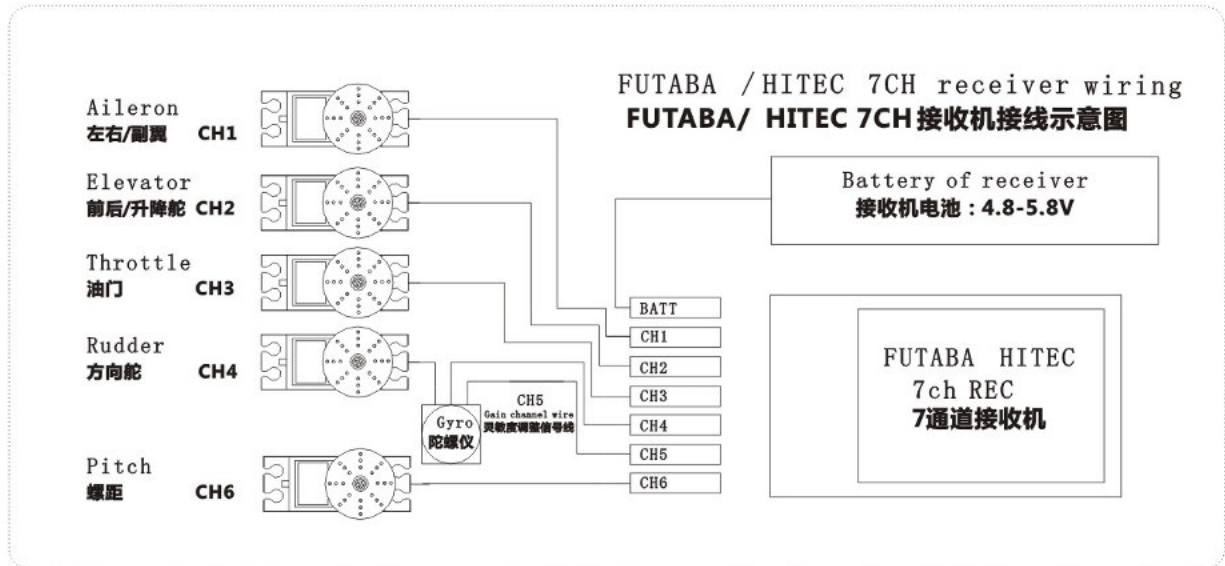 FUTABA /HITEC 7CH receiver wiring
FUTABA/ HITEC 7CH 接收机接线示意图
Aileron
左右/副翼 CH1
Elevator
前后/升降舵 CH2
Throttle
油门 CH3
Rudder
方向舵 CH4
Pitch
螺距 CH6
Gyro
陀螺仪
CH5
Gain channel wire
灵敏度调整信号线
Battery of receiver
接收机电池：4.8-5.8V
BATT
CH1
CH2
CH3
CH4
CH5
CH6
FUTABA HITEC
7ch REC
7通道接收机